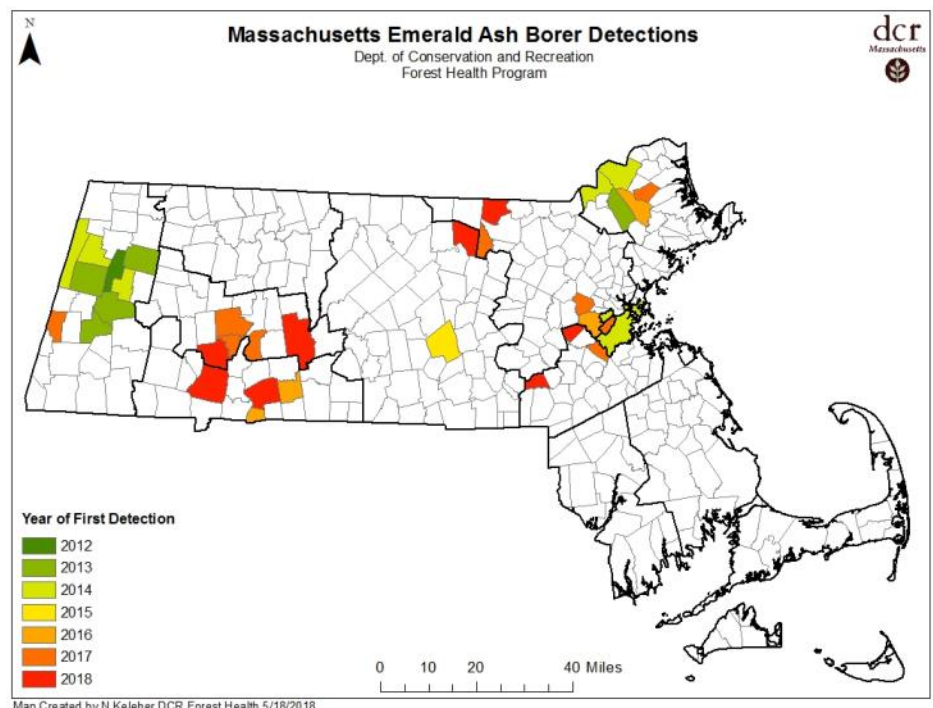 N
Massachusetts Emerald Ash Borer Detections
Dept. of Conservation and Recreation
Forest Health Program
dcr
Massachusetts
Year of First Detection
2012
2013
2014
2015
2016
2017
2018
0 10 20 40 Miles
Map Created by N Keleher DCR Forest Health 5/18/2018